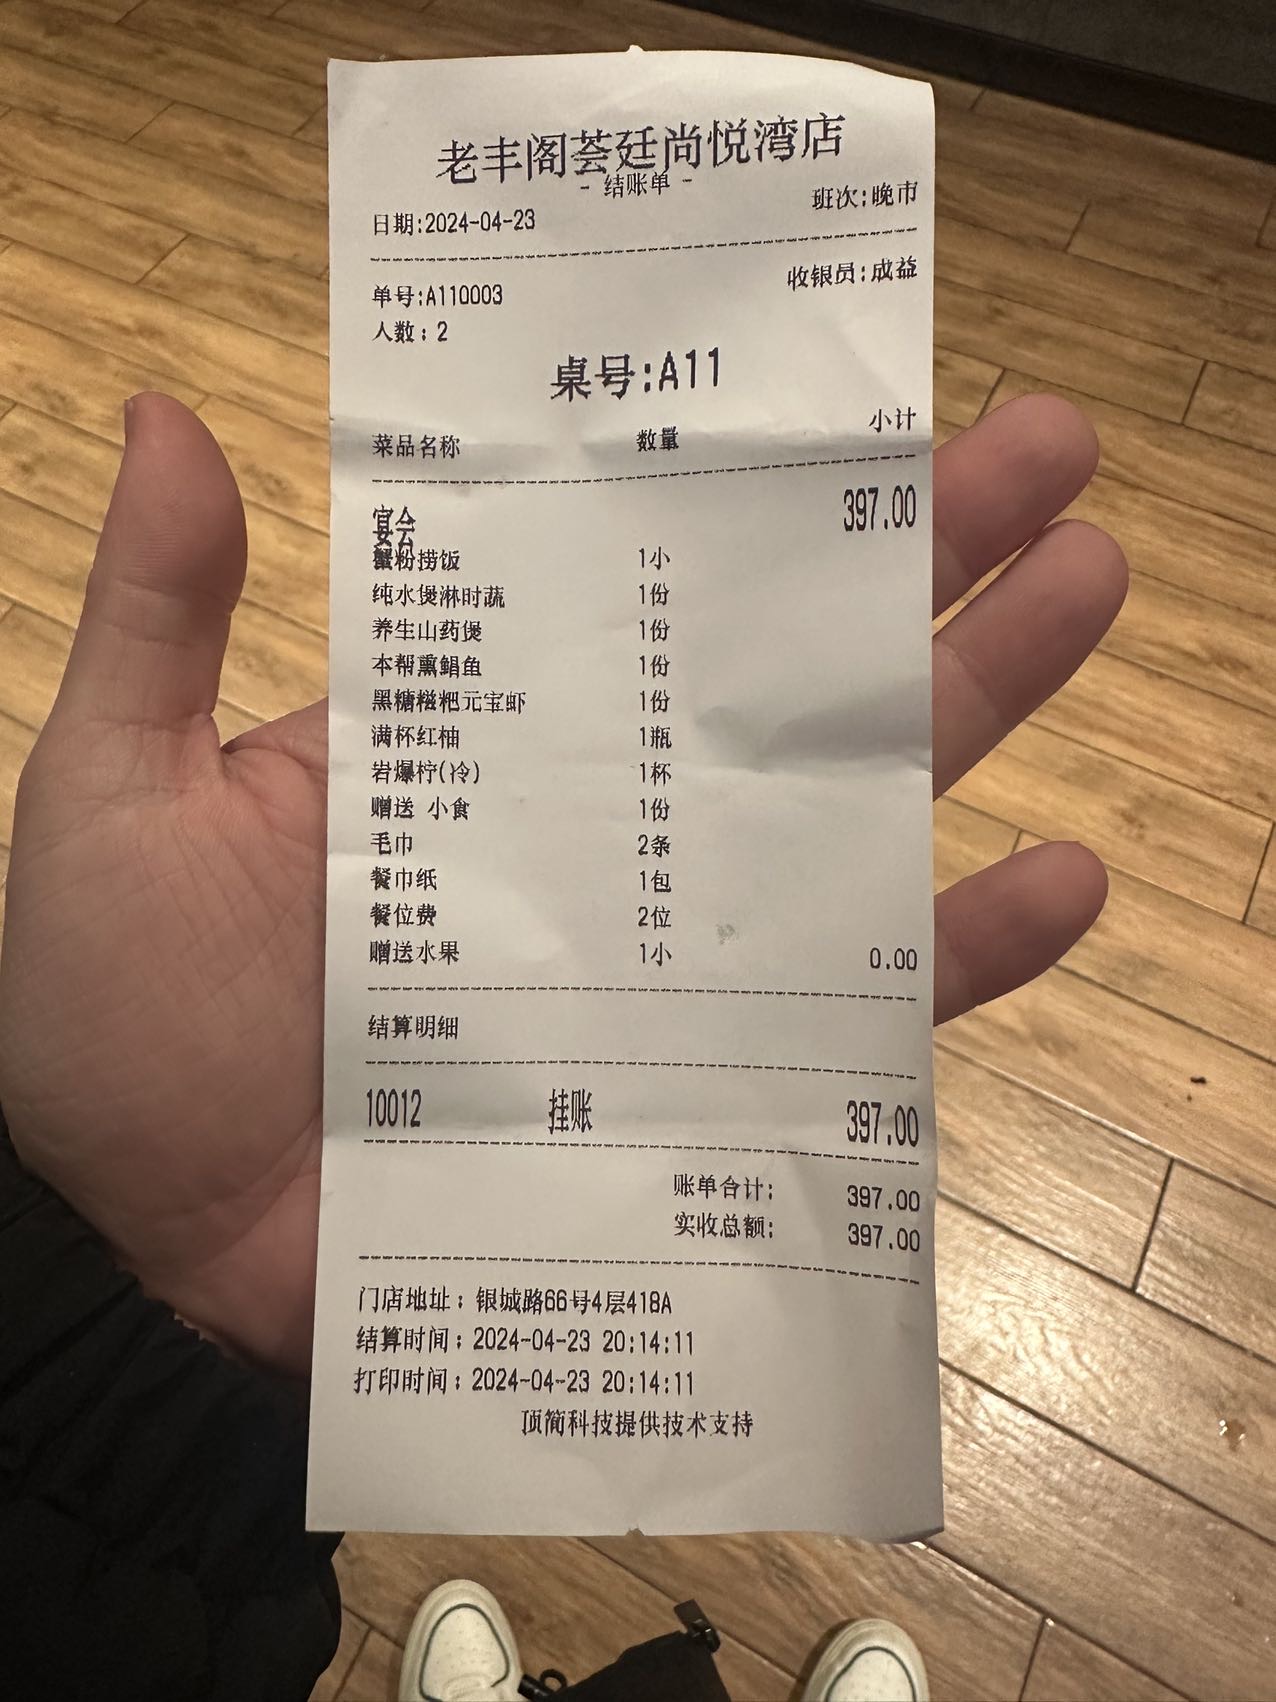 老丰阁荟廷尚悦湾店
- 结账单 -
班次:晚市
日期:2024-04-23
收银员:成益
单号:A110003
人数: 2
桌号:A11
菜品名称 数量 小计
宴会 397.00
蟹粉捞饭 1小
纯水煲淋时蔬 1份
养生山药煲 1份
本帮熏鲳鱼 1份
黑糖糍粑元宝虾 1份
满杯红柚 1瓶
岩爆柠(冷) 1杯
赠送 小食 1份
毛巾 2条
餐巾纸 1包
餐位费 2位
赠送水果 1小 0.00
结算明细
10012 挂账 397.00
账单合计: 397.00
实收总额: 397.00
门店地址: 银城路66号4层418A
结算时间: 2024-04-23 20:14:11
打印时间: 2024-04-23 20:14:11
顶简科技提供技术支持